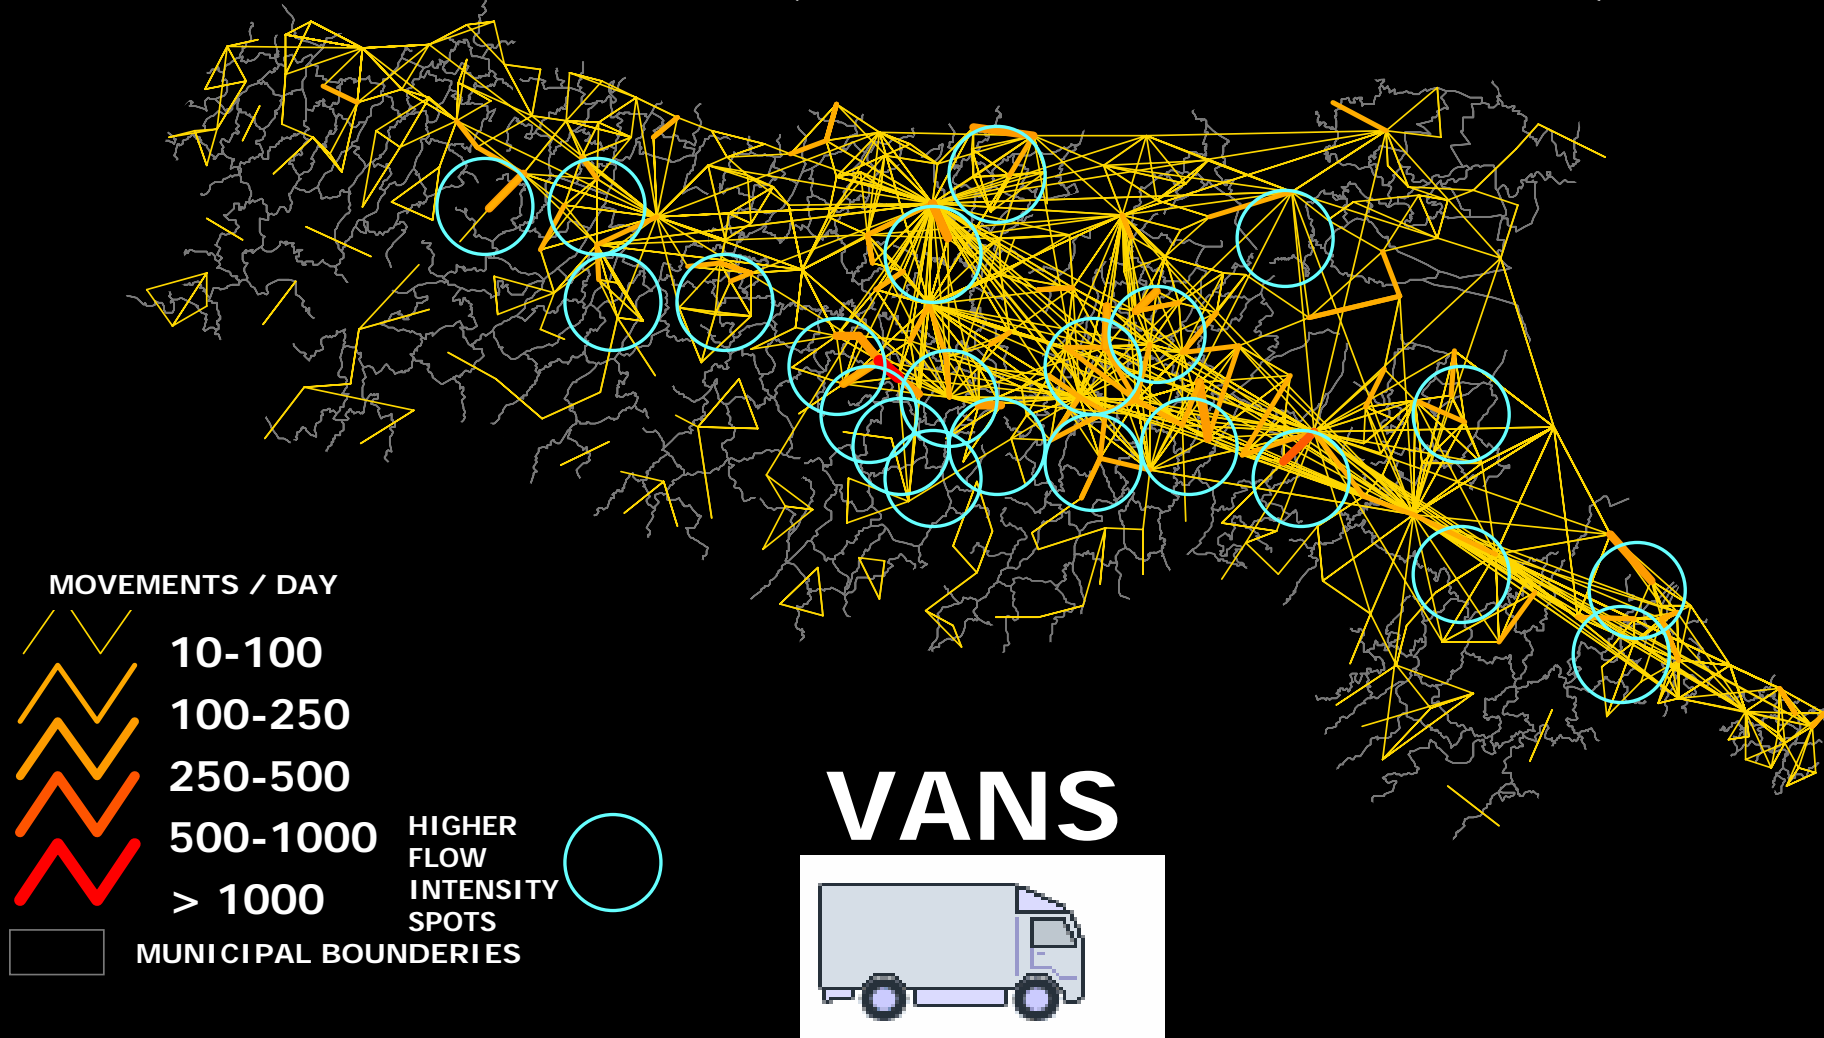 MOVEMENTS / DAY
10-100
100-250
250-500
500-1000
> 1000
HIGHER
FLOW
INTENSITY
SPOTS
MUNICIPAL BOUNDERIES
VANS